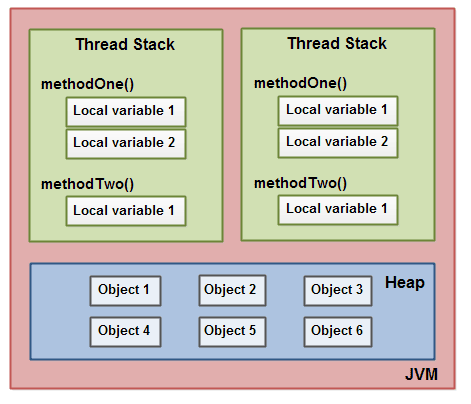 Thread Stack
methodOne()
Local variable 1
Local variable 2
methodTwo()
Local variable 1
Thread Stack
methodOne()
Local variable 1
Local variable 2
methodTwo()
Local variable 1
Heap
Object 1
Object 2
Object 3
Object 4
Object 5
Object 6
JVM